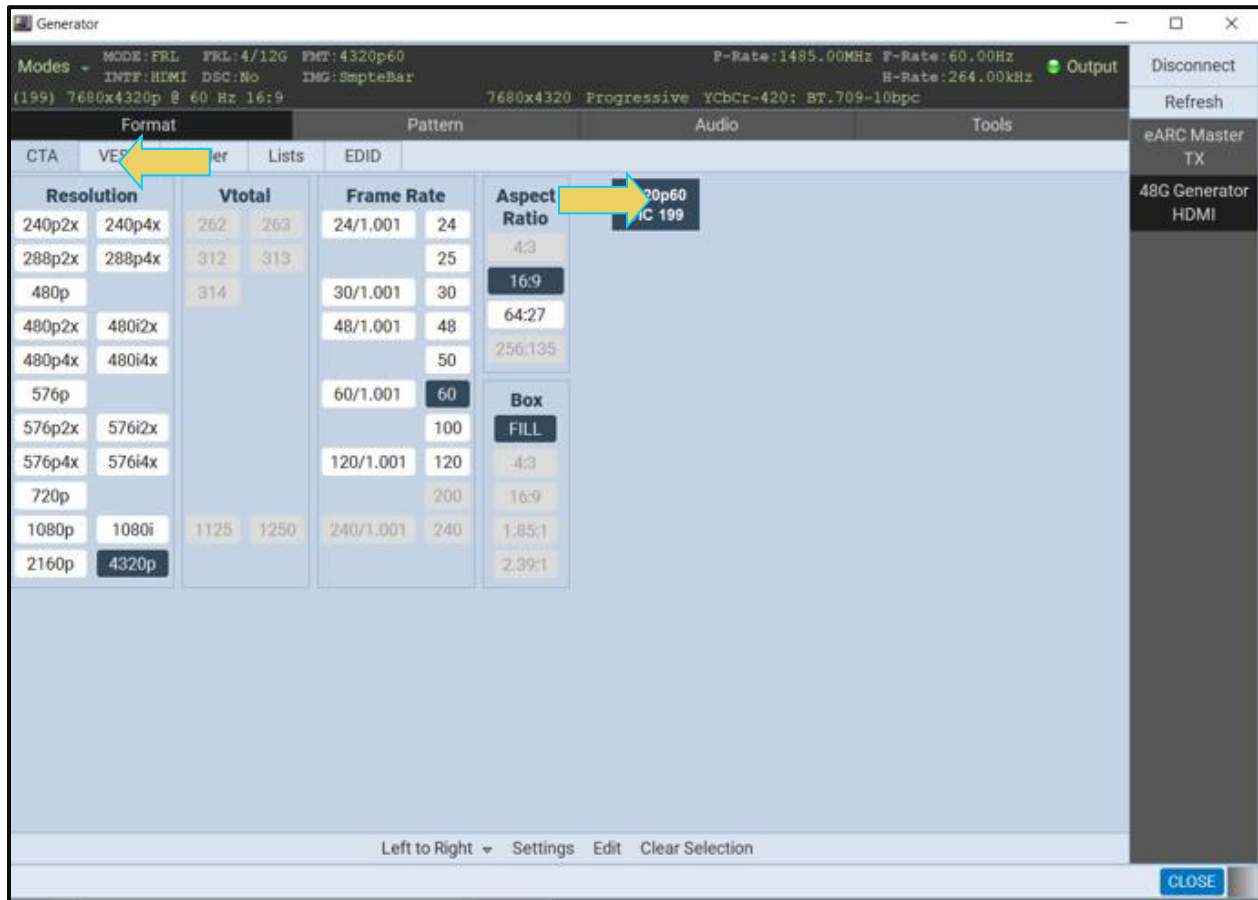 Generator
Modes MODE:FRL FRL:4/12G FMT:4320p60 P-Rate:1485.00MHz F-Rate:60.00Hz Output
INTF:HDMI DSC:No IMG:SmpteBar H-Rate:264.00kHz
(199) 7680x4320p @ 60 Hz 16:9 7680x4320 Progressive YCbCr-420: BT.709-10bpc
Disconnect
Refresh
eARC Master
TX
48G Generator
HDMI
Format Pattern Audio Tools
CTA Lists EDID
Resolution Vtotal Frame Rate Aspect
Ratio
240p2x 240p4x 262 263 24/1.001 24
288p2x 288p4x 312 313 25
480p 314 30/1.001 30
480p2x 480i2x 48/1.001 48
480p4x 480i4x 50
576p 60/1.001 60
576p2x 576i2x 100
576p4x 576i4x 120/1.001 120
720p 200
1080p 1080i 1125 1250 240/1.001 240
2160p 4320p
4:3
16:9
64:27
256:135
Box
FILL
4:3
16:9
1.85:1
2.39:1
20p60
IC 199
Left to Right Settings Edit Clear Selection
CLOSE